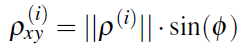 ρ_{xy}^{(i)} = ||ρ^{(i)}|| · sin(ϕ)